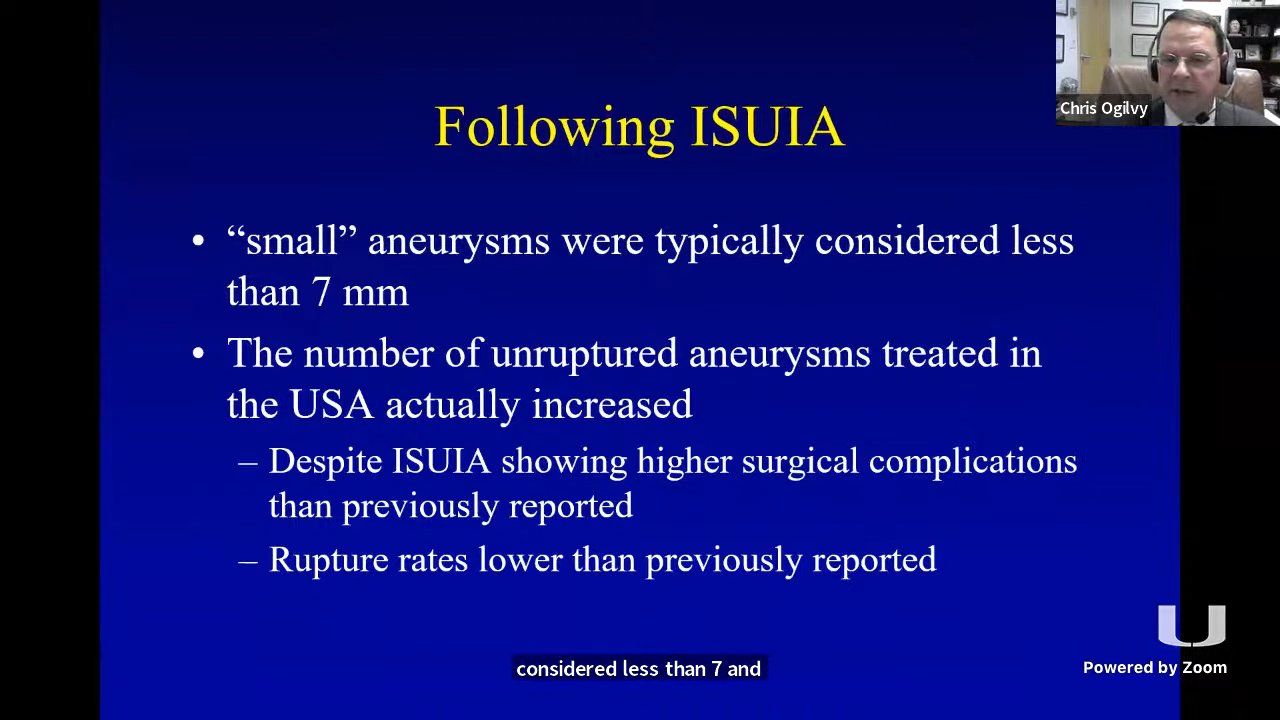 Chris Ogilvy
Following ISUIA
• “small” aneurysms were typically considered less
than 7 mm
• The number of unruptured aneurysms treated in
the USA actually increased
– Despite ISUIA showing higher surgical complications
than previously reported
– Rupture rates lower than previously reported
U
Powered by Zoom
considered less than 7 and